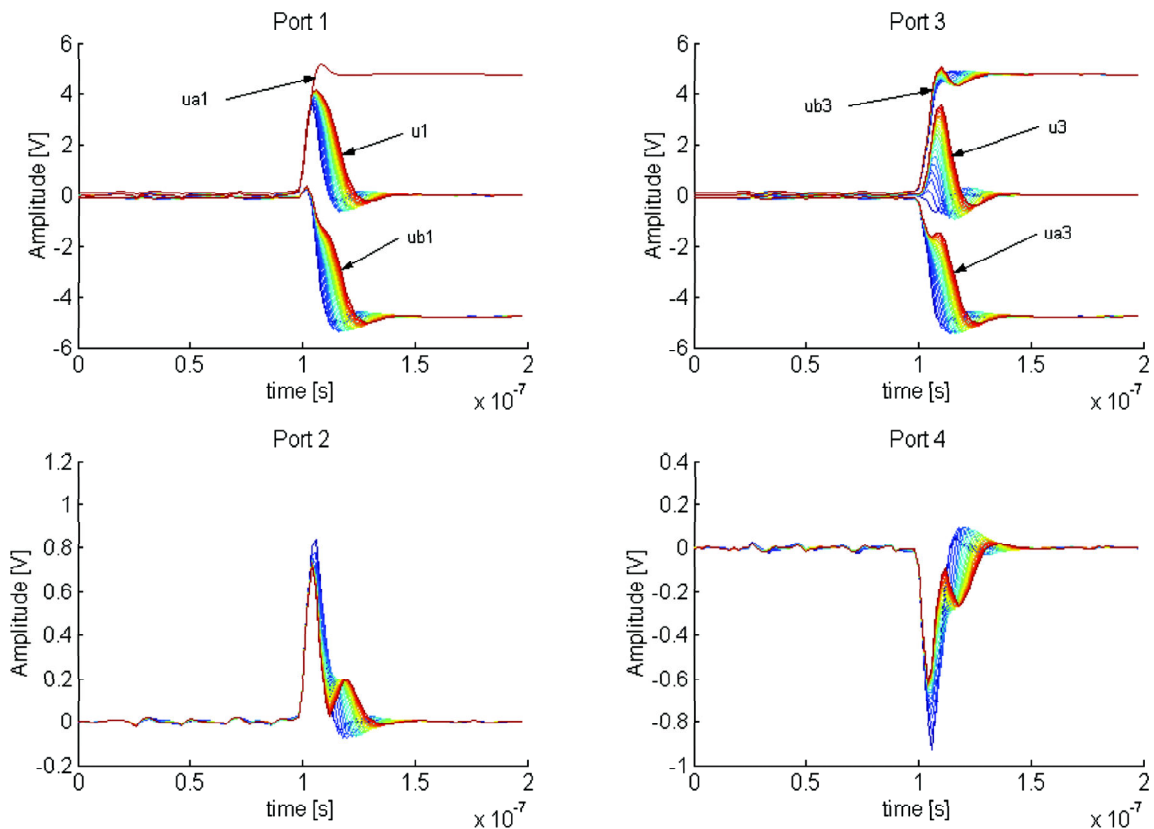 Port 1
6
4
2
0
-2
-4
-6
Amplitude [V]
ua1
u1
ub1
0
0.5
1
1.5
2
time [s]
x 10-7
Port 3
6
4
2
0
-2
-4
-6
Amplitude [V]
ub3
u3
ua3
0
0.5
1
1.5
2
time [s]
x 10-7
Port 2
1.2
1
0.8
0.6
0.4
0.2
0
-0.2
Amplitude [V]
0
0.5
1
1.5
2
time [s]
x 10-7
Port 4
0.4
0.2
0
-0.2
-0.4
-0.6
-0.8
-1
Amplitude [V]
0
0.5
1
1.5
2
time [s]
x 10-7